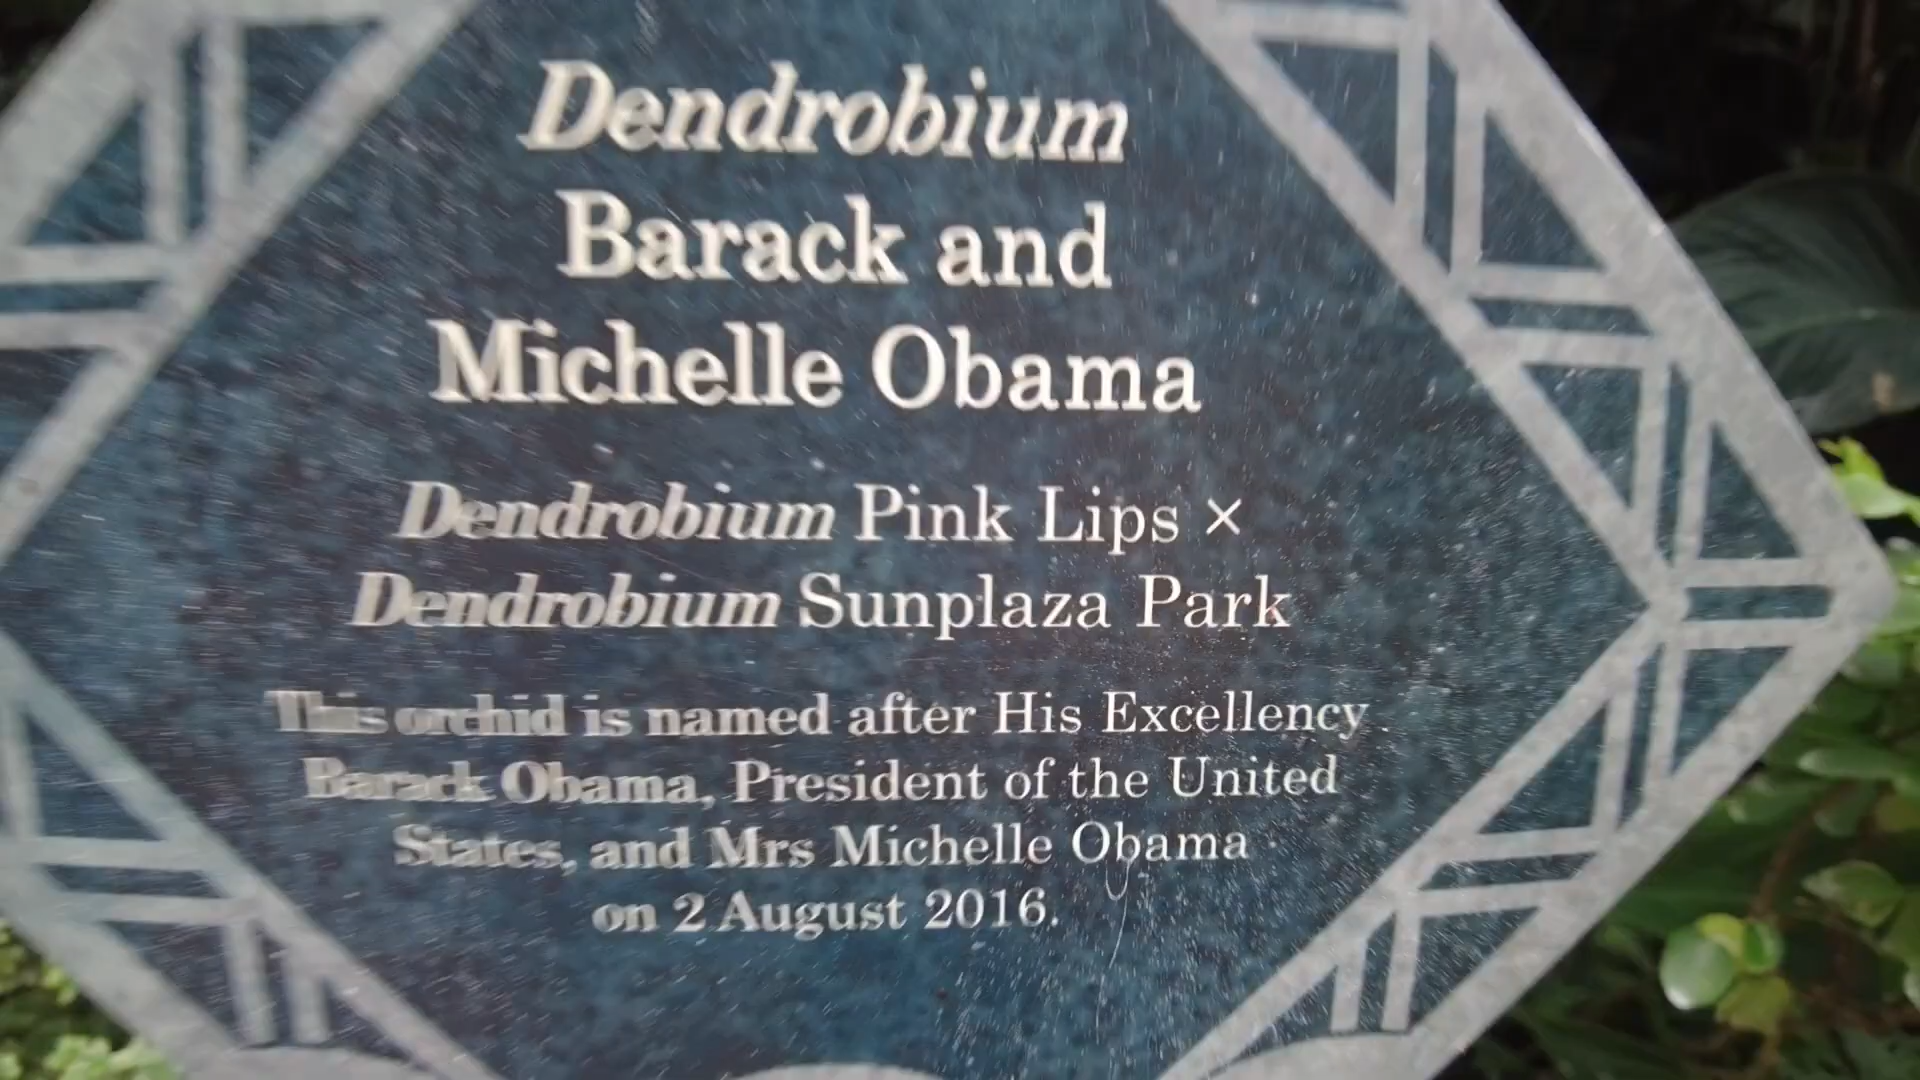 Dendrobium
Barack and
Michelle Obama
Dendrobium Pink Lips ×
Dendrobium Sunplaza Park
This orchid is named after His Excellency
Barack Obama, President of the United
States, and Mrs Michelle Obama
on 2 August 2016.